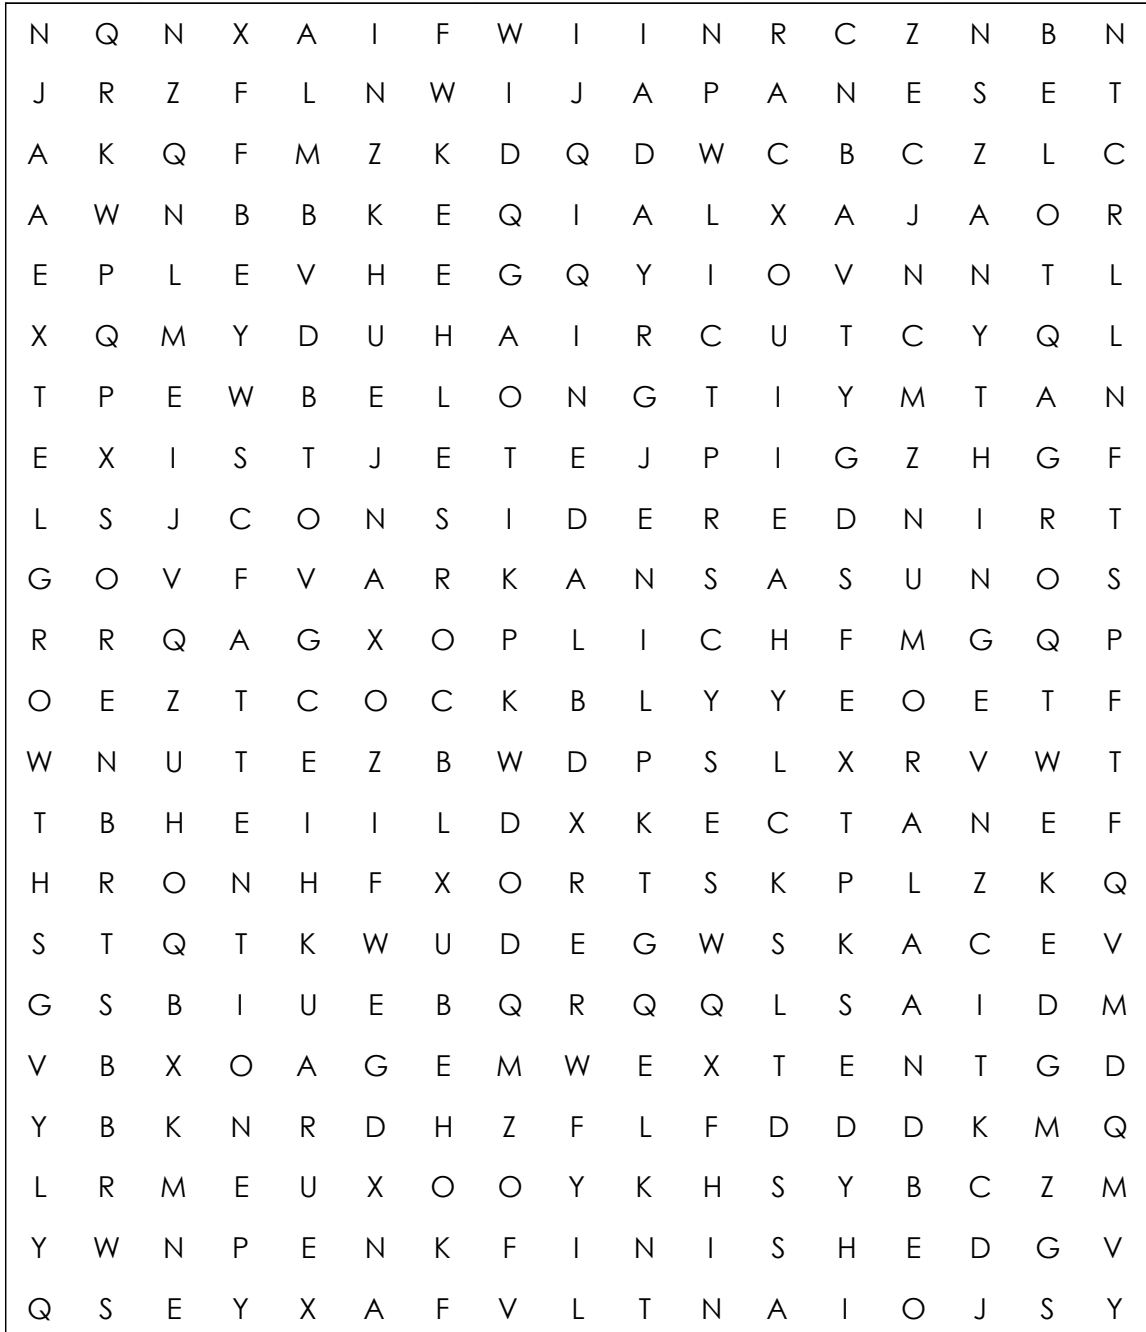 N Q N X A I F W I I N R C Z N B N
J R Z F L N W I J A P A N E S E T
A K Q F M Z K D Q D W C B C Z L C
A W N B B K E Q I A L X A J A O R
E P L E V H E G Q Y I O V N N T L
X Q M Y D U H A I R C U T C Y Q L
T P E W B E L O N G T I Y M T A N
E X I S T J E T E J P I G Z H G F
L S J C O N S I D E R E D N I R T
G O V F V A R K A N S A S U N O S
R R Q A G X O P L I C H F M G Q P
O E Z T C O C K B L Y Y E O E T F
W N U T E Z B W D P S L X R V W T
T B H E I I L D X K E C T A N E F
H R O N H F X O R T S K P L Z K Q
S T Q T K W U D E G W S K A C E V
G S B I U E B Q R Q Q L S A I D M
V B X O A G E M W E X T E N T G D
Y B K N R D H Z F L F D D D K M Q
L R M E U X O O Y K H S Y B C Z M
Y W N P E N K F I N I S H E D G V
Q S E Y X A F V L T N A I O J S Y